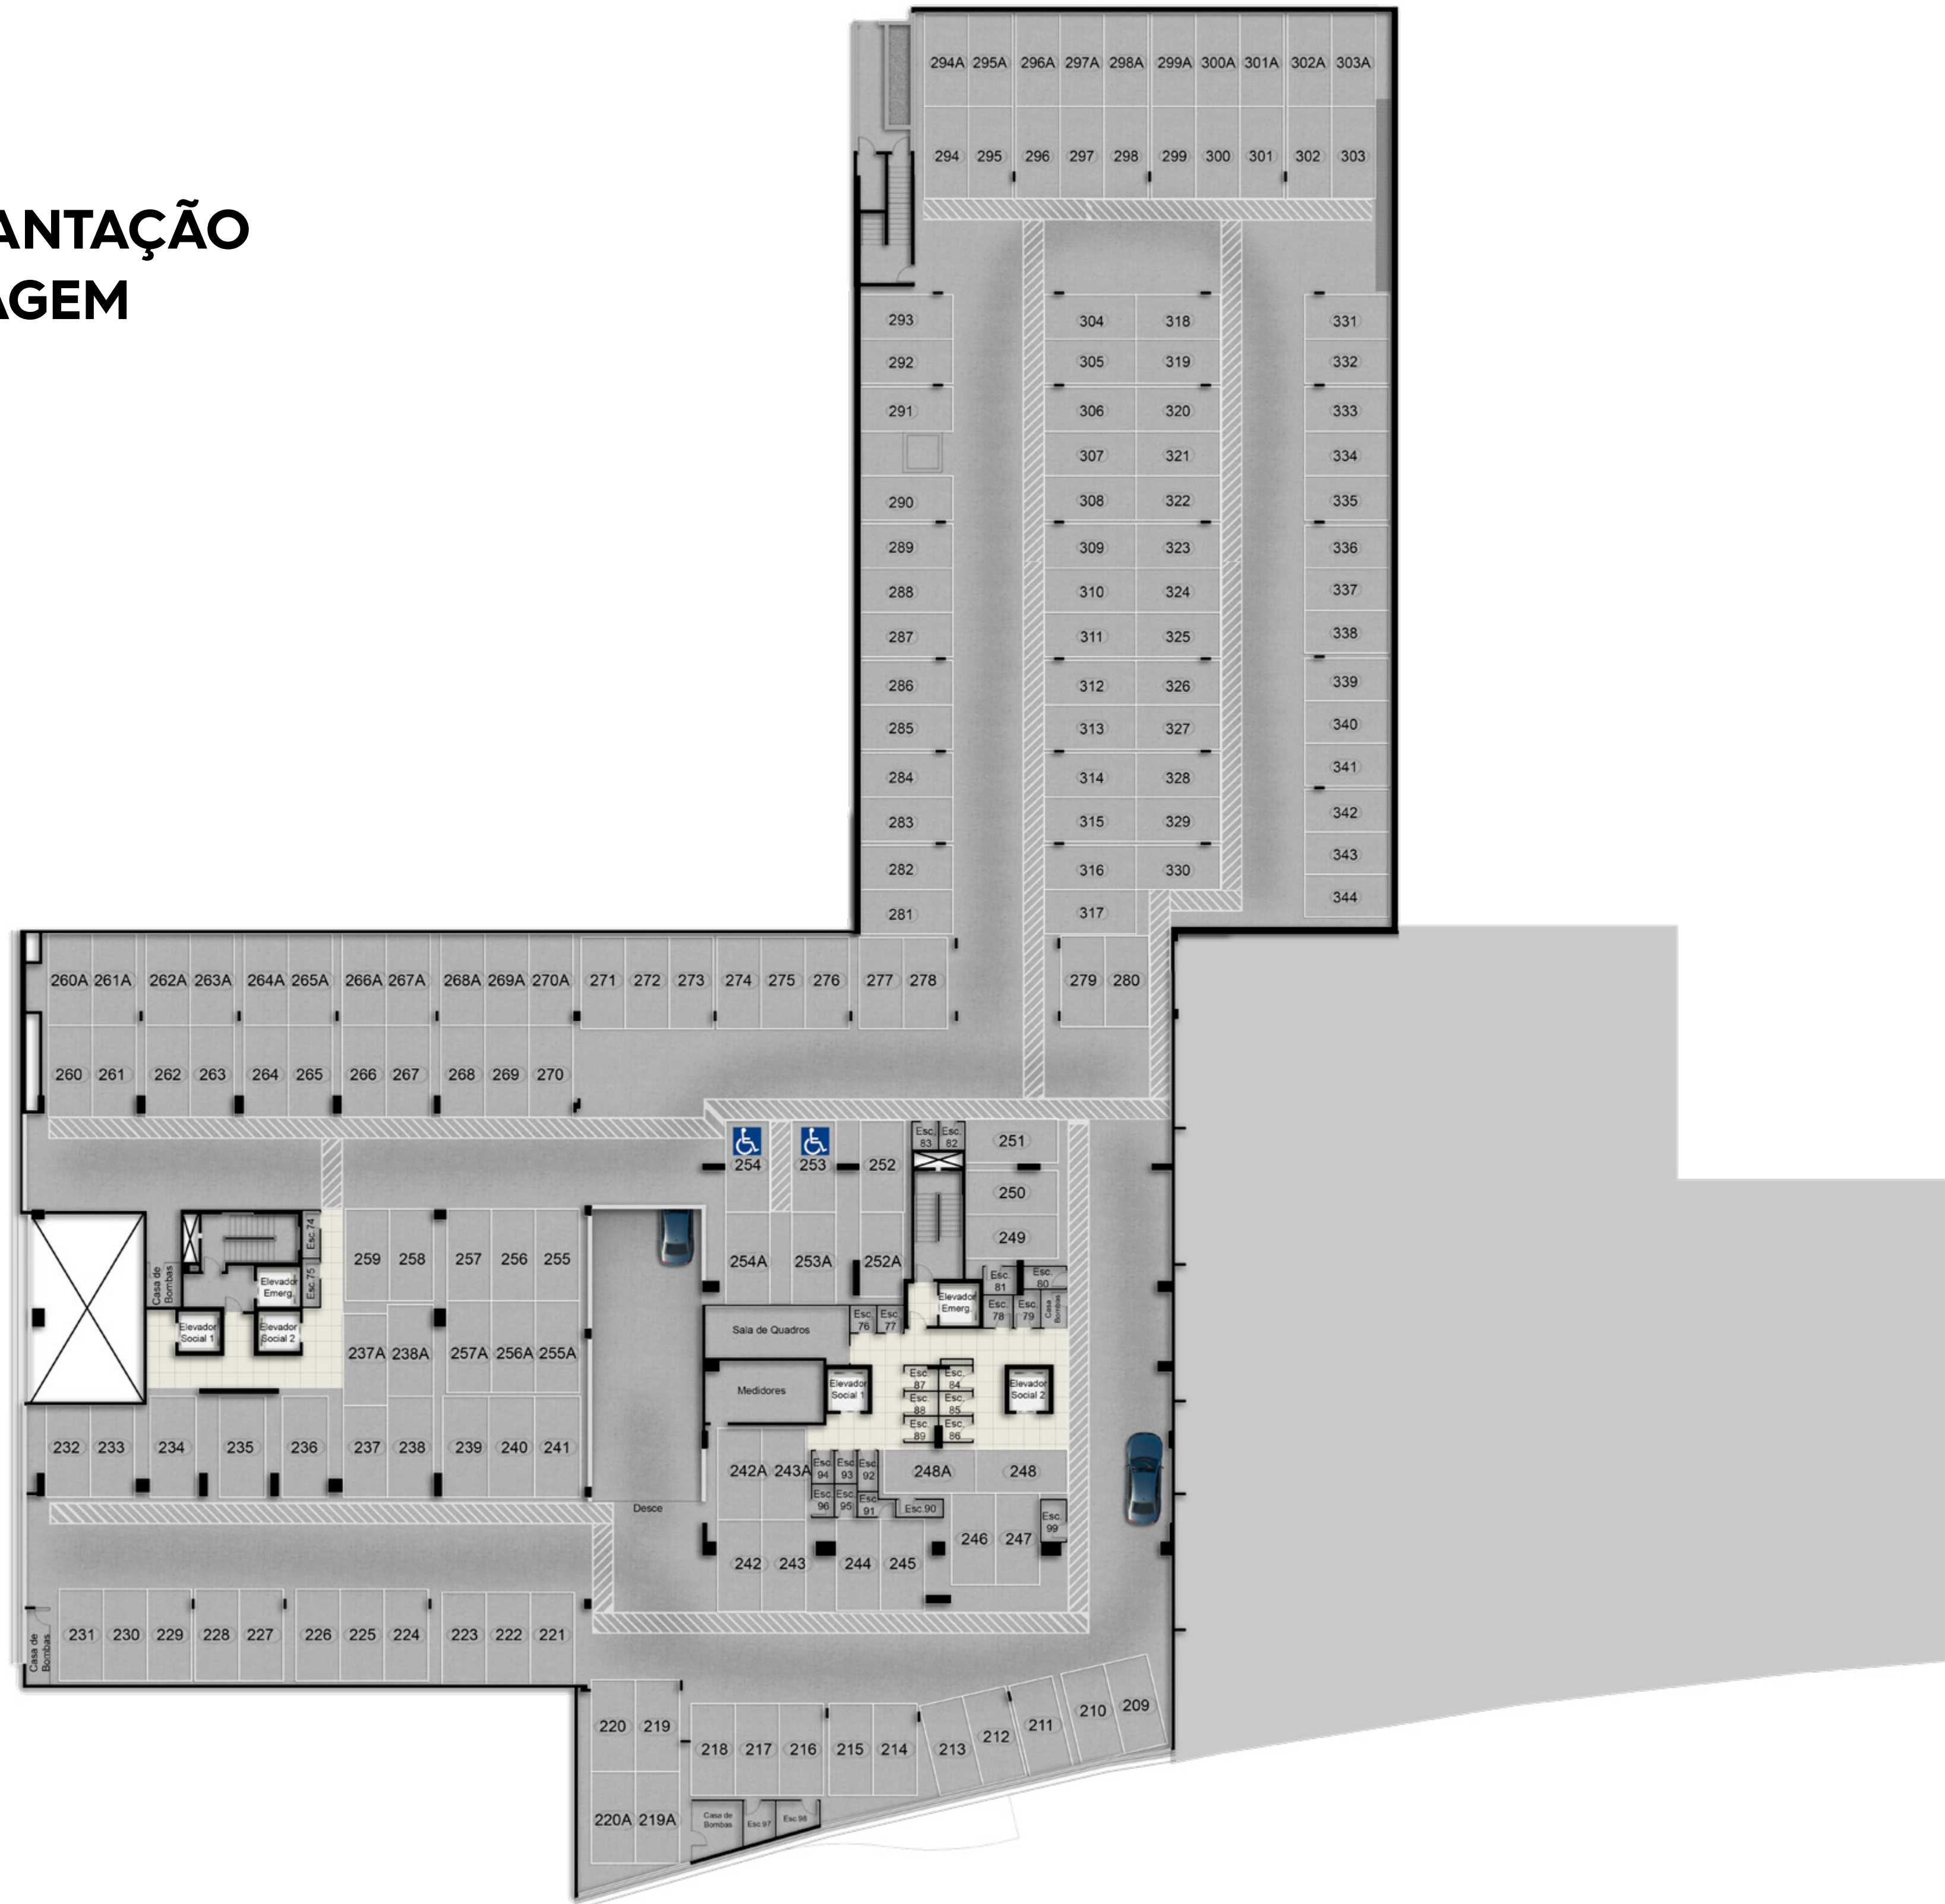 ANTAÇÃO
AGEM
294A 295A 296A 297A 298A 299A 300A 301A 302A 303A
294 295 296 297 298 299 300 301 302 303
293 304 318 331
292 305 319 332
291 306 320 333
307 321 334
290 308 322 335
289 309 323 336
288 310 324 337
287 311 325 338
286 312 326 339
285 313 327 340
284 314 328 341
283 315 329 342
282 316 330 343
281 317 344
260A 261A 262A 263A 264A 265A 266A 267A 268A 269A 270A 271 272 273 274 275 276 277 278 279 280
260 261 262 263 264 265 266 267 268 269 270
254 253 252
Esc. 83
Esc. 82
251
250
249
254A 253A 252A
Esc.74
Esc.75
Casa de
Bombas
Elevador
Emerg.
Elevador
Social 1
Elevador
Social 2
259 258 257 256 255
237A 238A 257A 256A 255A
232 233 234 235 236 237 238 239 240 241
Sala de Quadros
Medidores
Esc 76
Esc. 77
Elevador
Emerg.
Esc. 81
Esc. 80
Esc. 78
Esc. 79
Casa
Bombas
Elevador
Social 1
Esc. 87
Esc. 84
Esc. 88
Esc. 85
Esc 89
Esc. 86
Elevador
Social 2
242A 243A
Esc. 94
Esc 93
Esc. 92
248A 248
Esc. 96
Esc 95
Esc. 91
Esc.90
Esc. 99
Desce
242 243 244 245 246 247
Casa de
Bombas
231 230 229 228 227 226 225 224 223 222 221
220 219 218 217 216 215 214 213 212 211 210 209
220A 219A
Casa de
Bombas
Esc.97
Esc.98